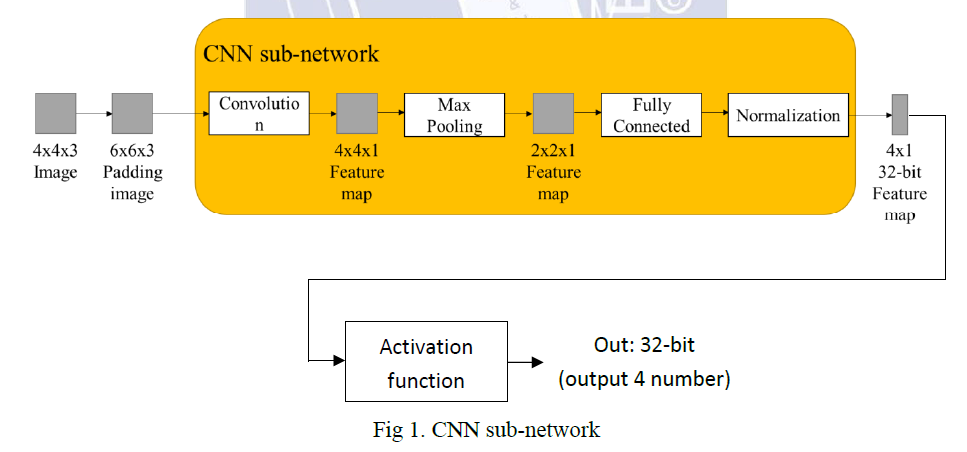 CNN sub-network
Convolutio
n
Max
Pooling
Fully
Connected
Normalization
4x4x3
Image
6x6x3
Padding
image
4x4x1
Feature
map
2x2x1
Feature
map
4x1
32-bit
Feature
map
Activation
function
Out: 32-bit
(output 4 number)
Fig 1. CNN sub-network